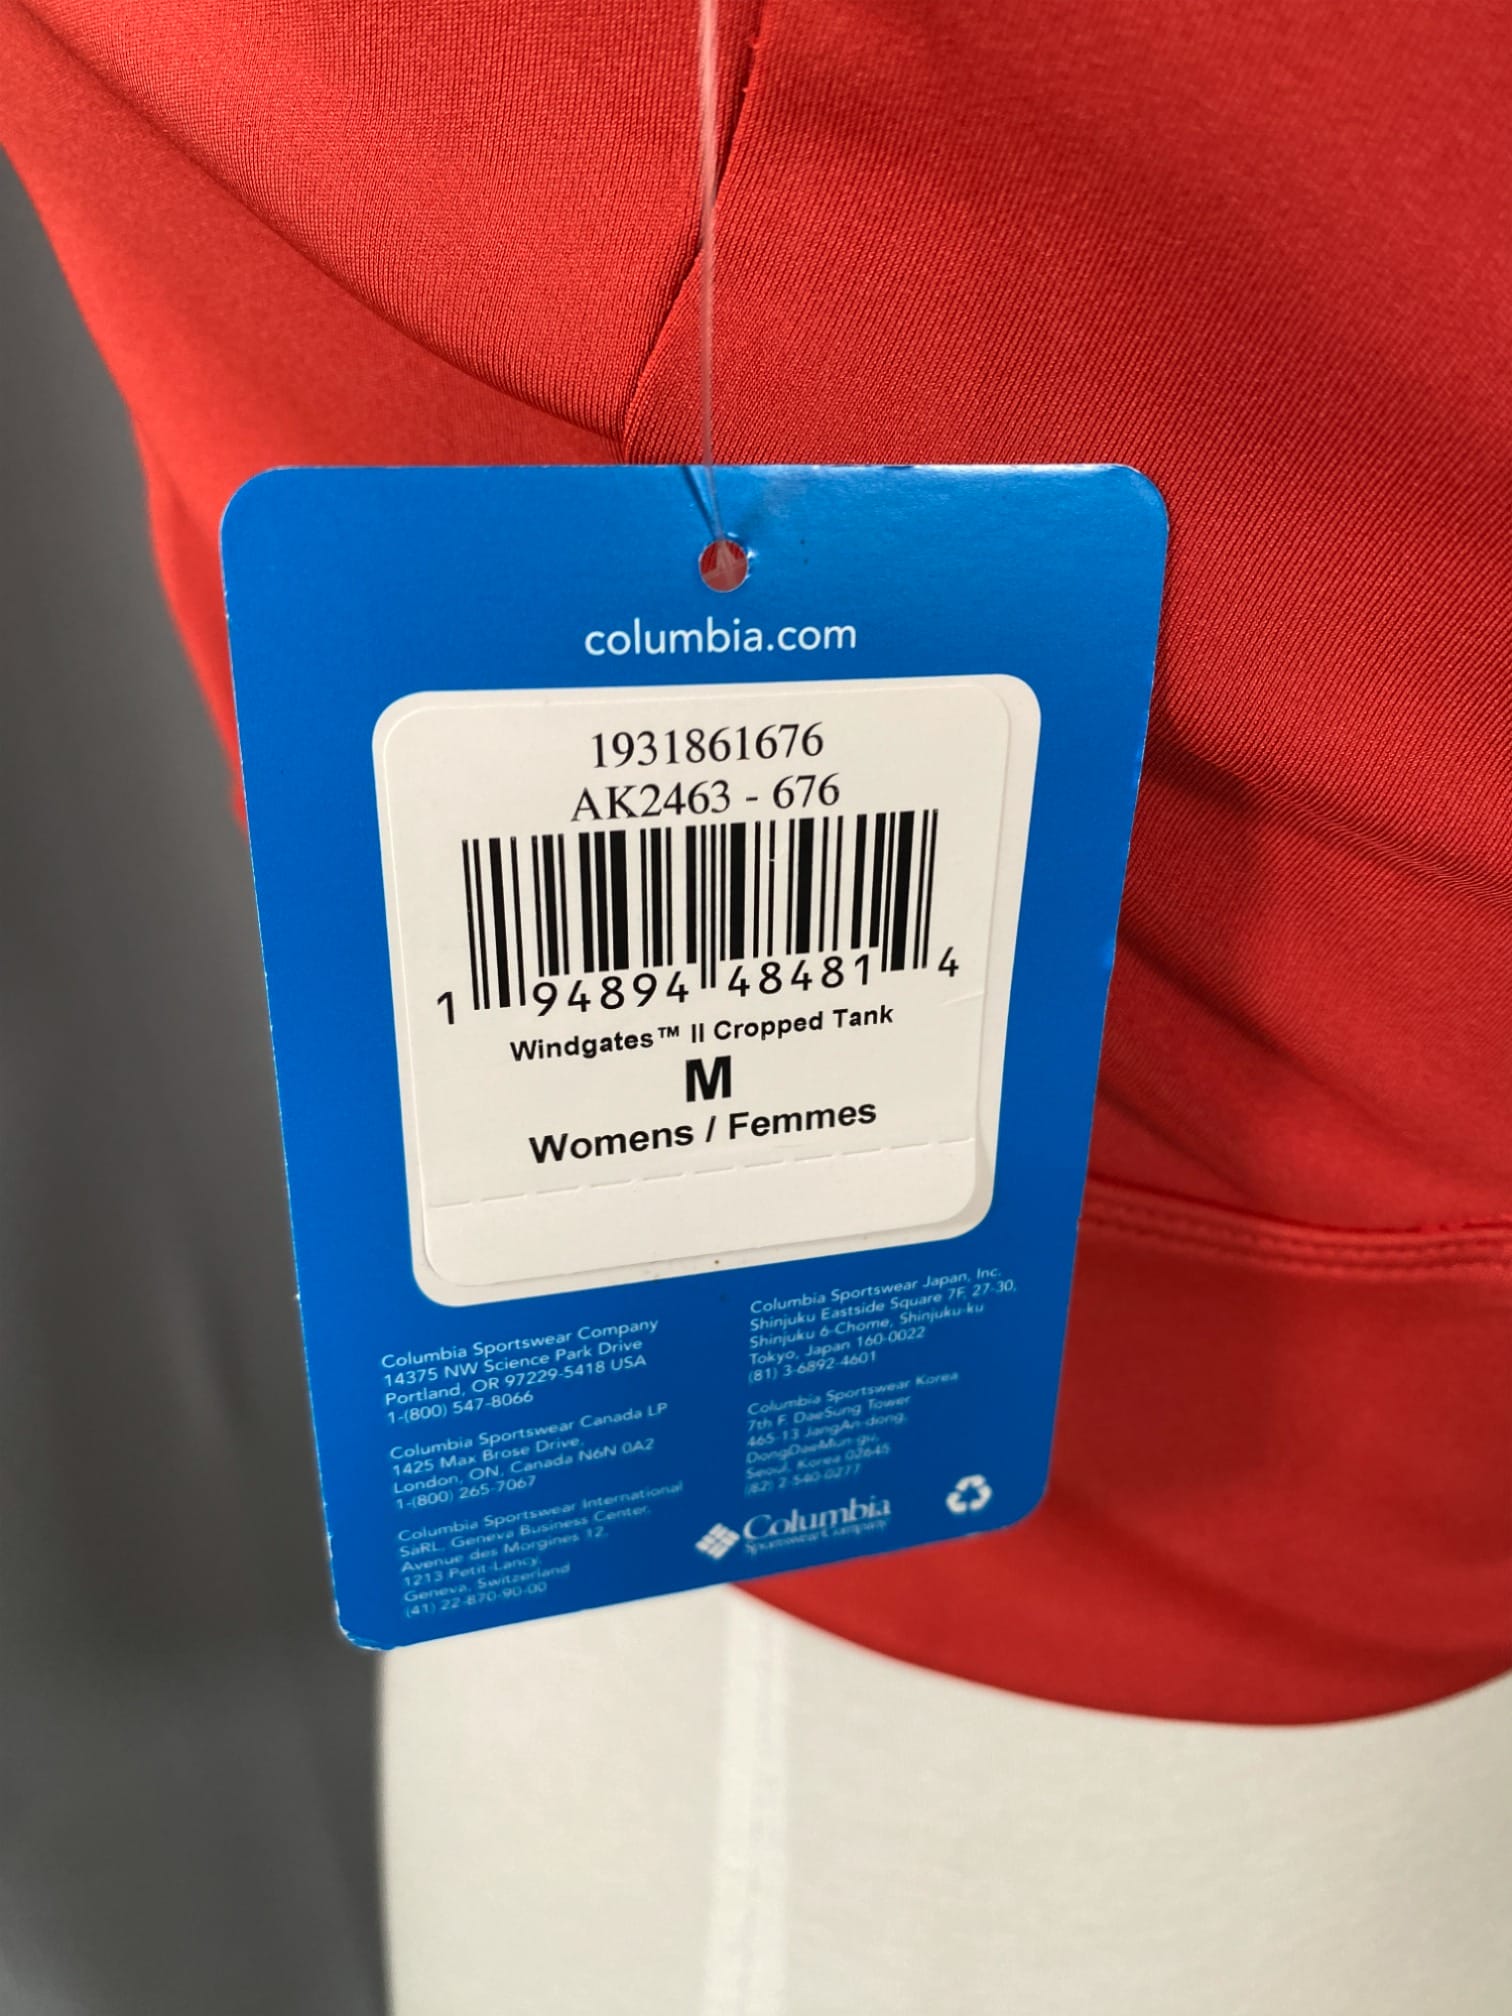 columbia.com
1931861676
AK2463 - 676
1 94894 48481 4
Windgates™ II Cropped Tank
M
Womens / Femmes
Columbia Sportswear Company
14375 NW Science Park Drive
Portland, OR 97229-5418 USA
1-(800) 547-8066
Columbia Sportswear Canada LP
1425 Max Brose Drive,
London, ON, Canada N6N 0A2
1-(800) 265-7067
Columbia Sportswear International
SàRL, Geneva Business Center,
Avenue des Morgines 12,
1213 Petit-Lancy,
Geneva, Switzerland
(41) 22-870-90-00
Columbia Sportswear Japan, Inc.
Shinjuku Eastside Square 7F, 27-30,
Shinjuku 6-Chome, Shinjuku-ku
Tokyo, Japan 160-0022
(81) 3-6892-4601
Columbia Sportswear Korea
7th F. DaeSung Tower
465-13 JangAn-dong,
DongDaeMun-gu,
Seoul, Korea 02645
(82) 2-540-0277
Columbia
Sportswear Company